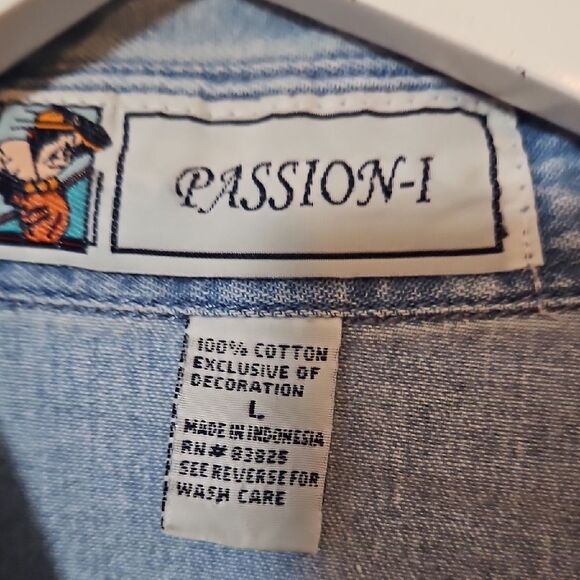 PASSION-I
100% COTTON
EXCLUSIVE OF
DECORATION
L
MADE IN INDONESIA
RN# 83825
SEE REVERSE FOR
WASH CARE